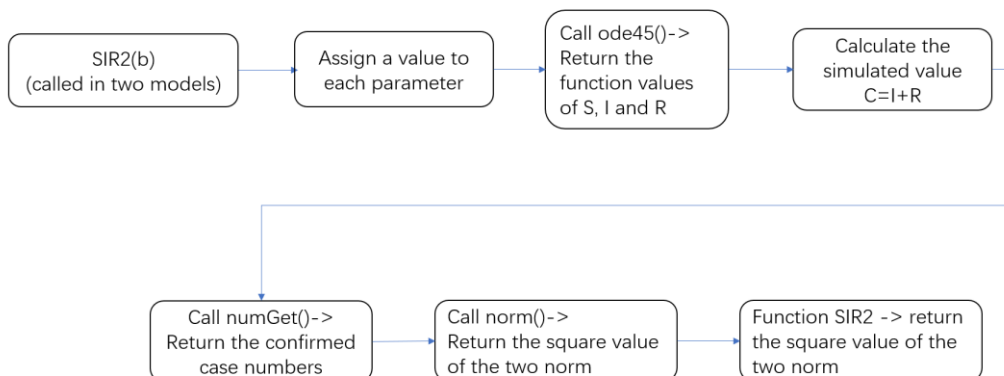 SIR2(b)
(called in two models)
Assign a value to
each parameter
Call ode45()->
Return the
function values
of S, I and R
Calculate the
simulated value
C=I+R
Call numGet()->
Return the confirmed
case numbers
Call norm()->
Return the square value
of the two norm
Function SIR2 -> return
the square value of the
two norm